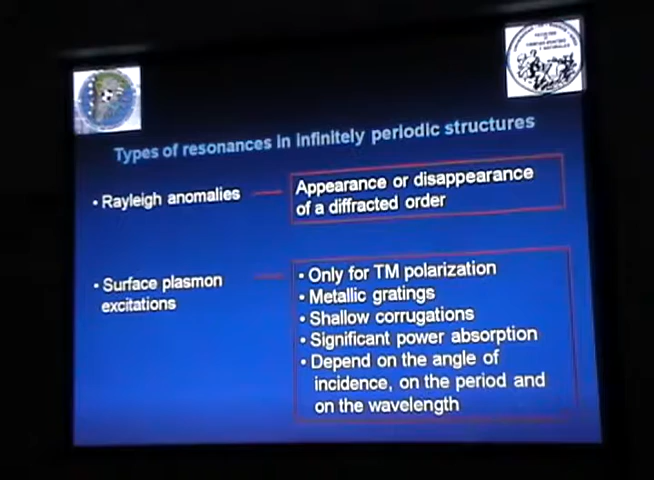 Types of resonances in infinitely periodic structures
• Rayleigh anomalies
Appearance or disappearance
of a diffracted order
• Surface plasmon
excitations
• Only for TM polarization
• Metallic gratings
• Shallow corrugations
• Significant power absorption
• Depend on the angle of
incidence, on the period and
on the wavelength